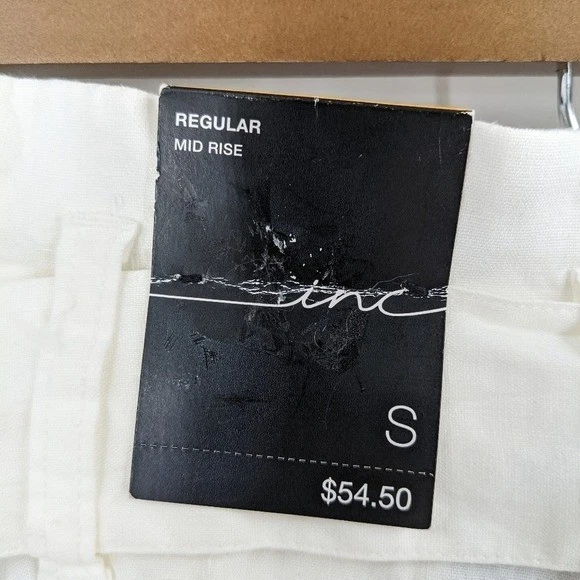 REGULAR
MID RISE
inc
S
$54.50